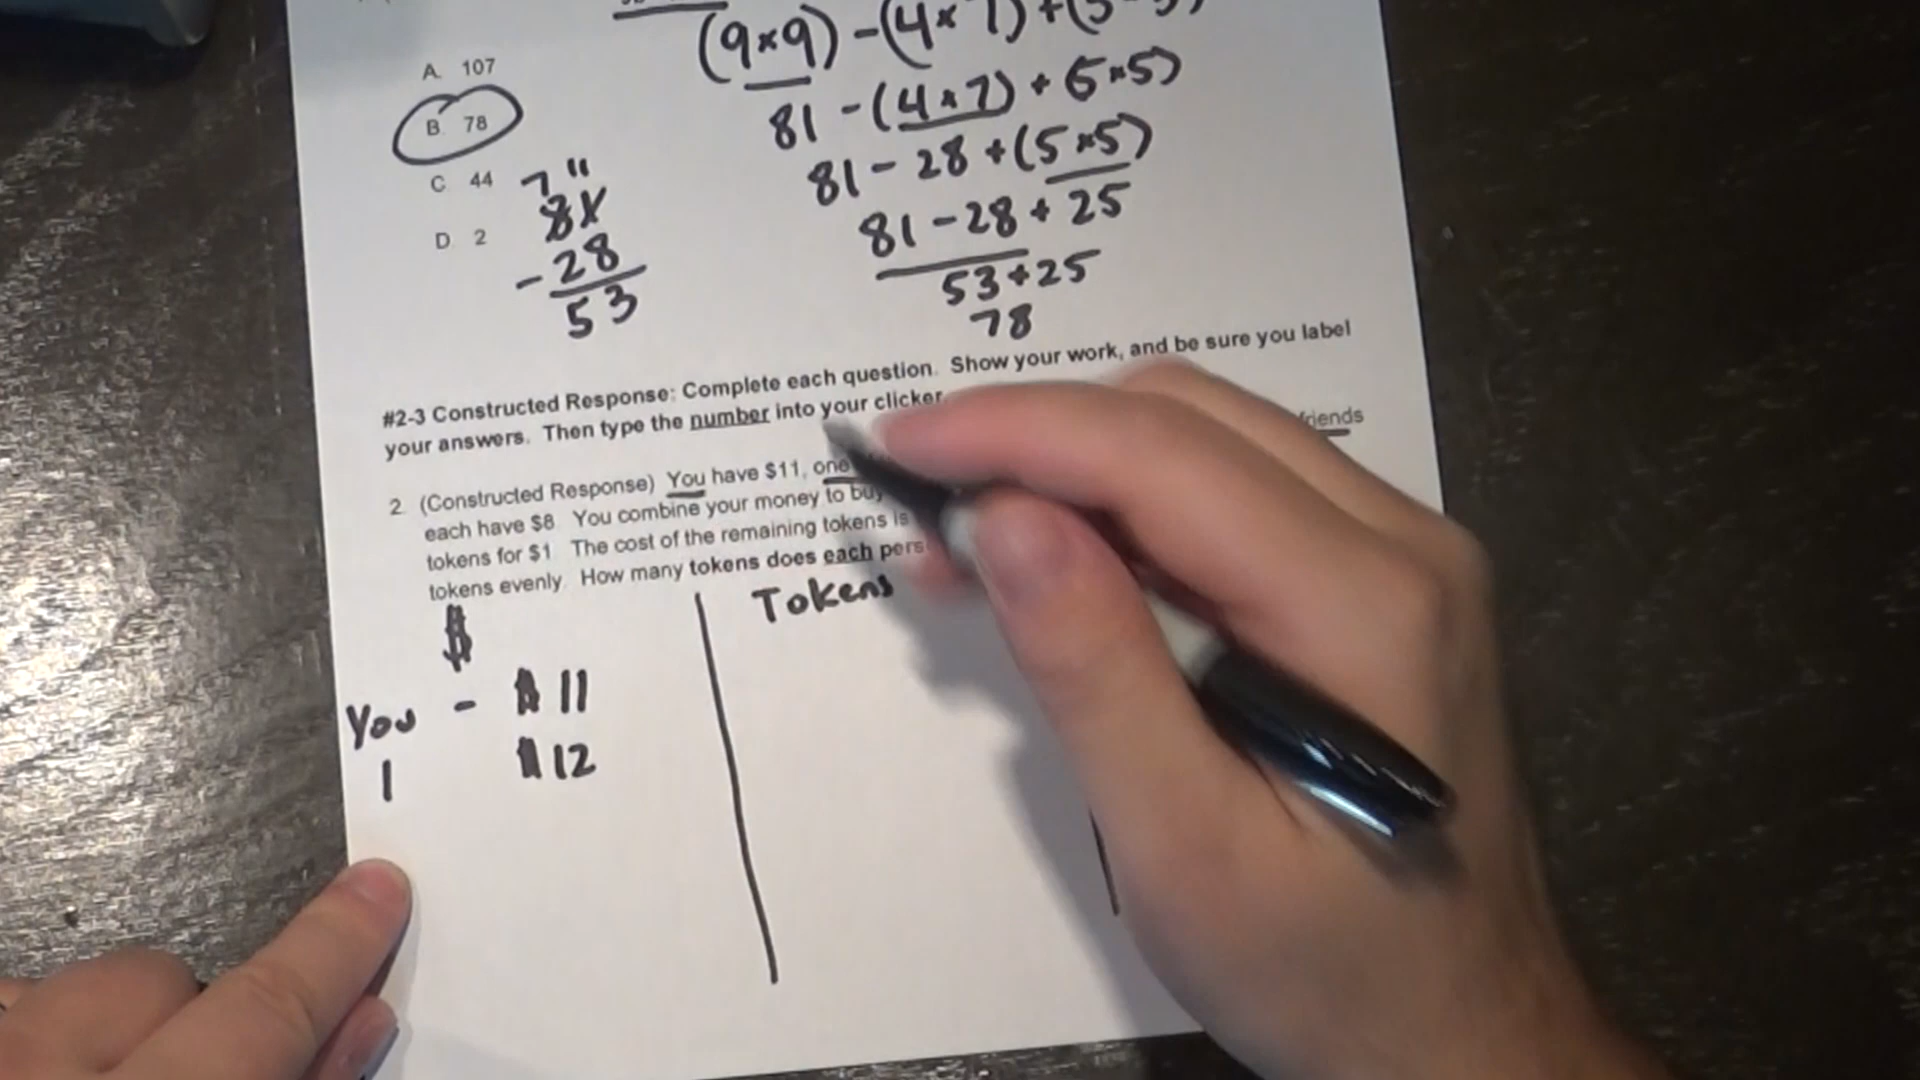 (9×9) - (4×7) + (5
A. 107
81 - (4×7) + 5×5)
B. 78
81 - 28 + (5×5)
C. 44
7 11
81
81 - 28 + 25
D. 2
- 28
53 + 25
53
78
#2-3 Constructed Response: Complete each question. Show your work, and be sure you label
your answers. Then type the number into your clicker.
friends
2. (Constructed Response) You have $11, one
each have $8. You combine your money to buy
tokens for $1. The cost of the remaining tokens is
tokens evenly. How many tokens does each
$
Tokens
You - $11
1 $12